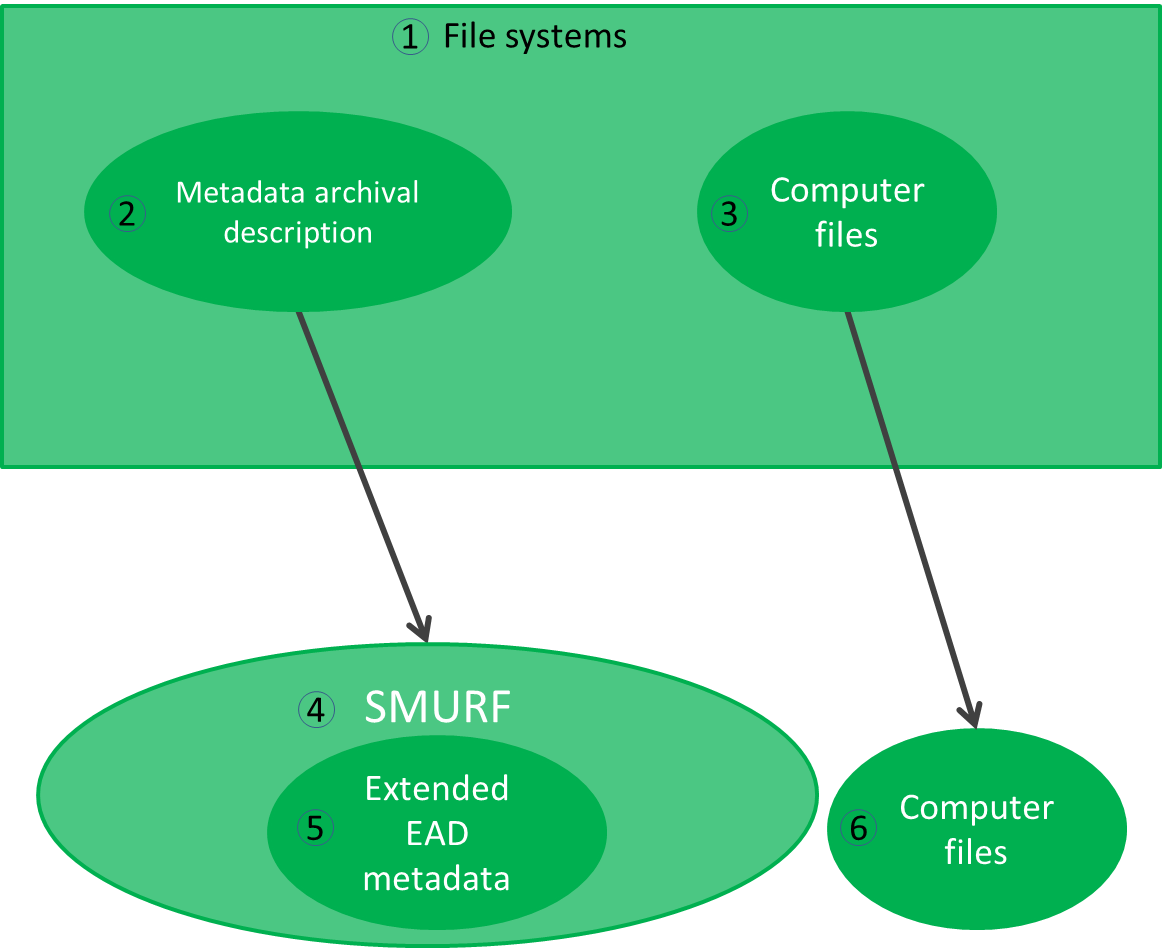 ① File systems
Metadata archival
② description
Computer
③ files
④ SMURF
Extended
⑤ EAD
metadata
Computer
⑥ files